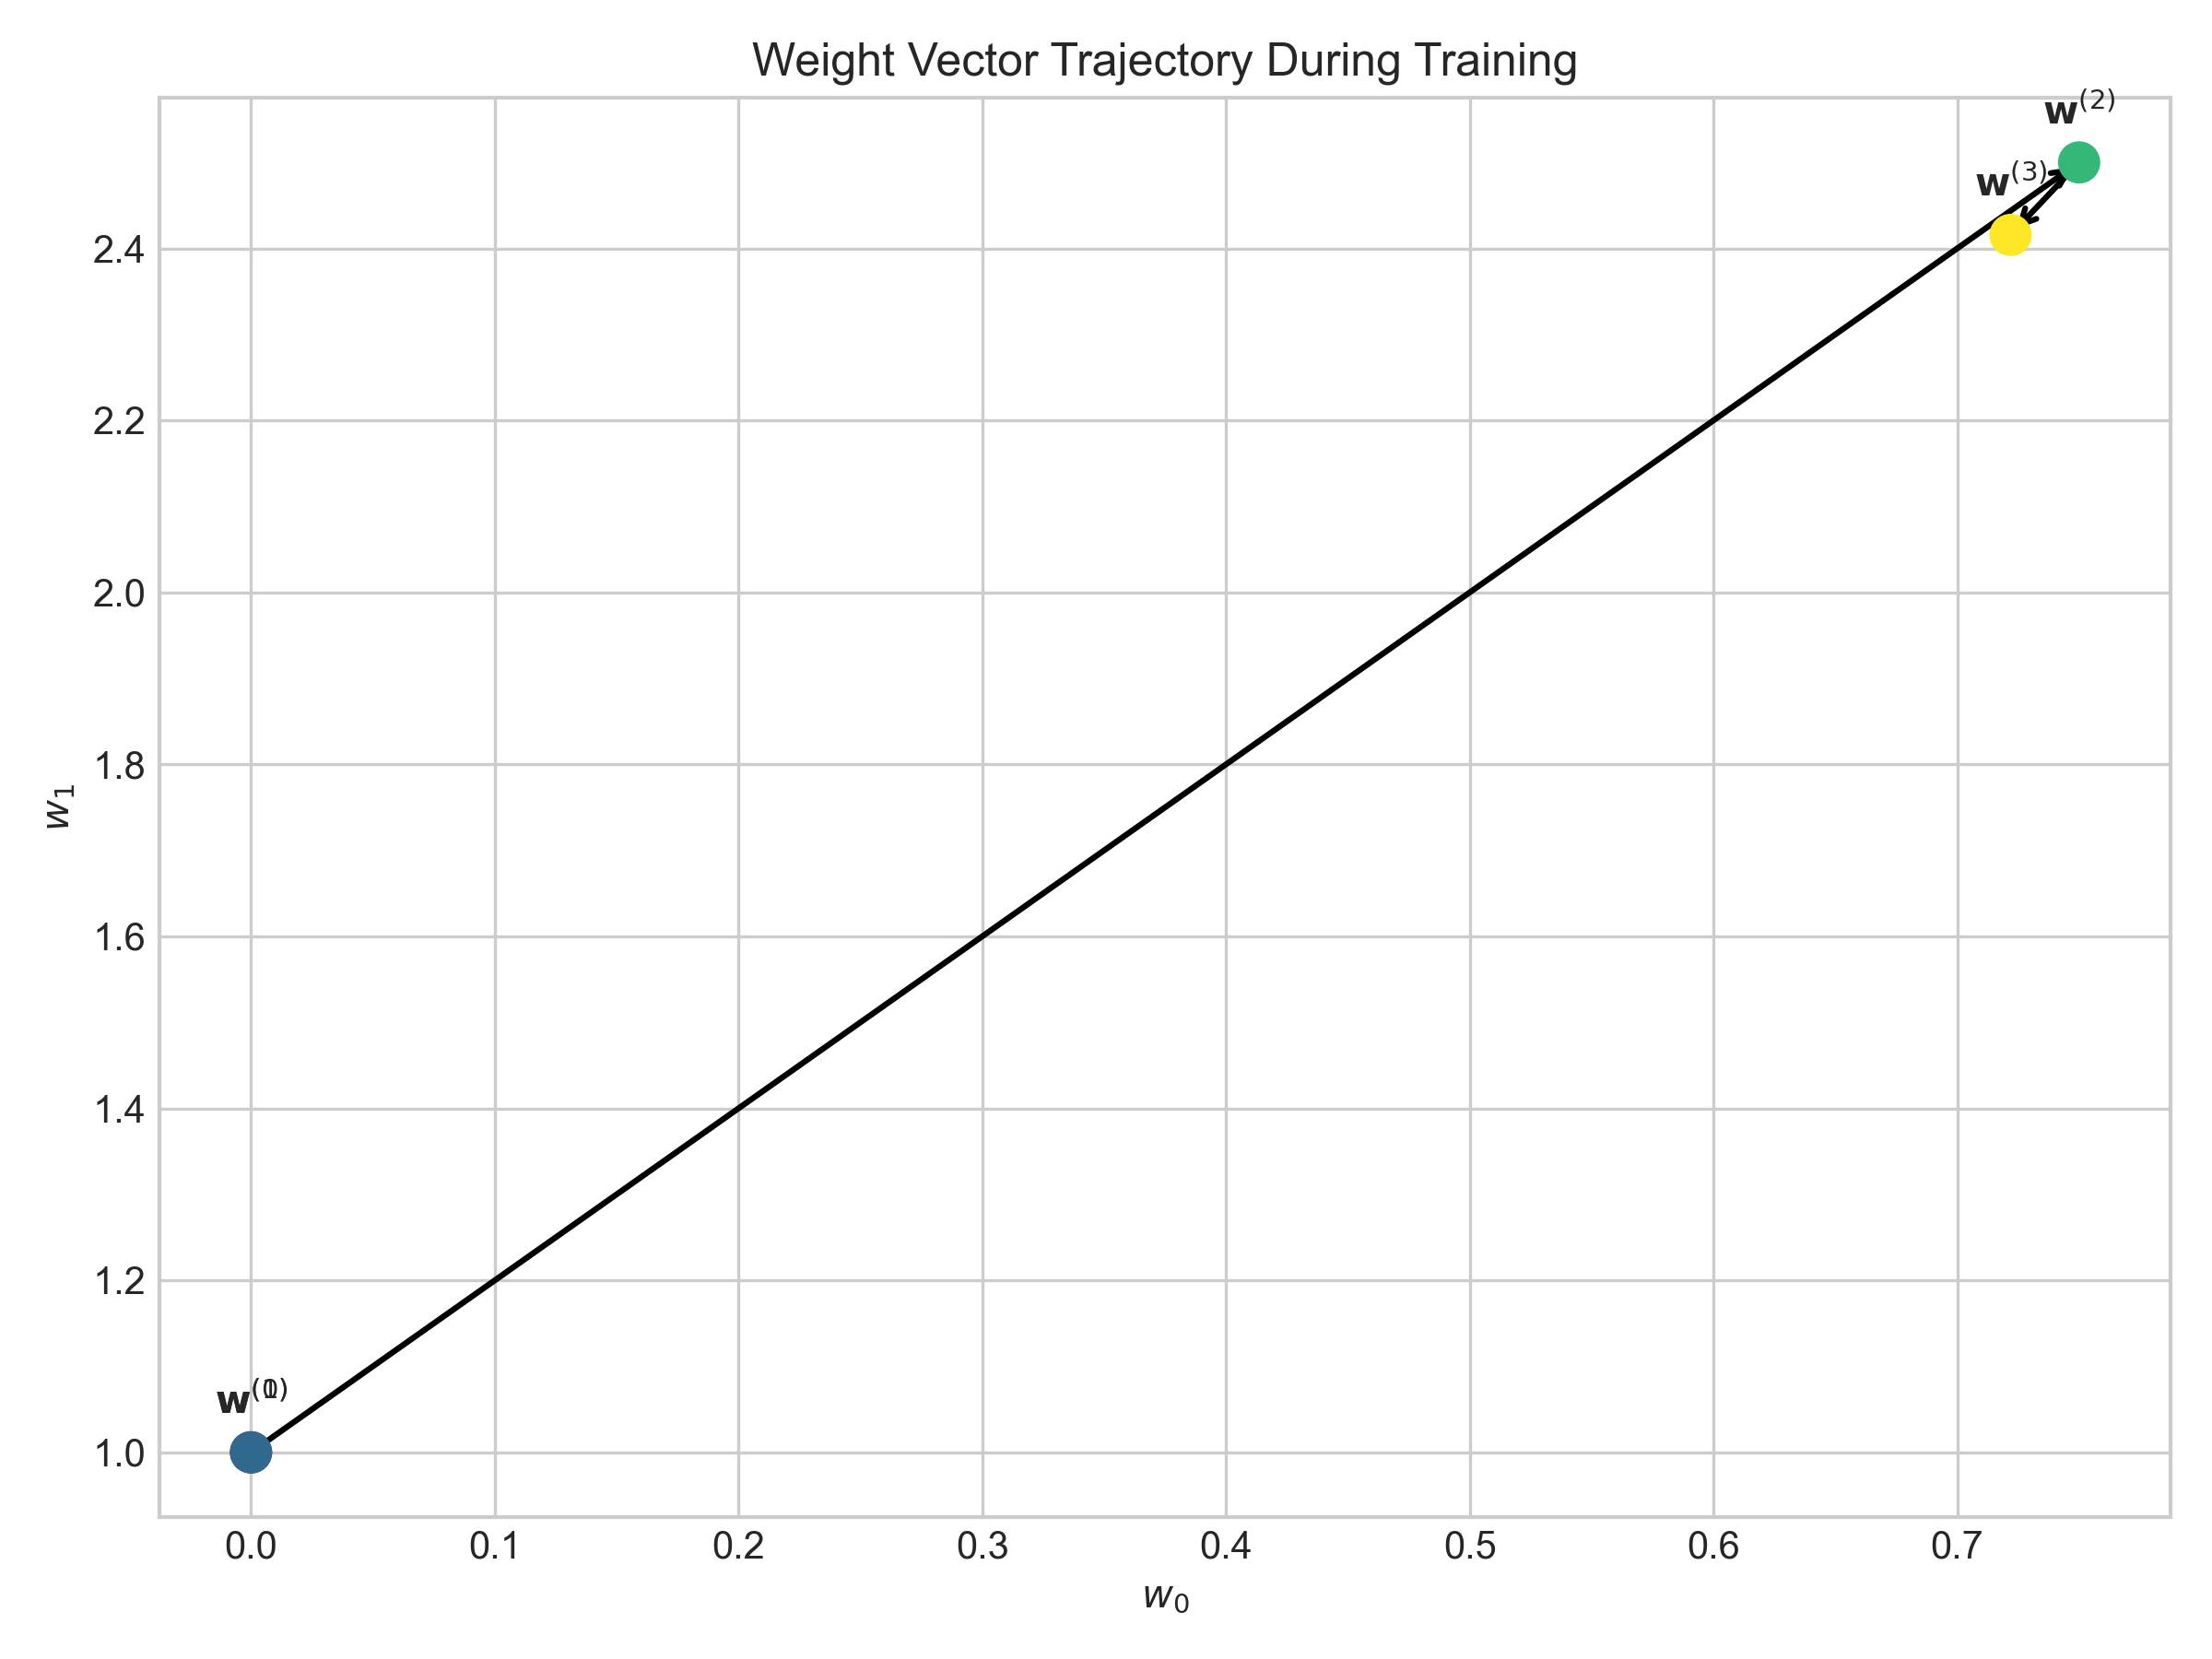 Weight Vector Trajectory During Training
w(2)
w(3)
2.4
2.2
2.0
1.8
1.6
1.4
1.2
1.0
w1
w(0)
w(1)
0.0 0.1 0.2 0.3 0.4 0.5 0.6 0.7
w0